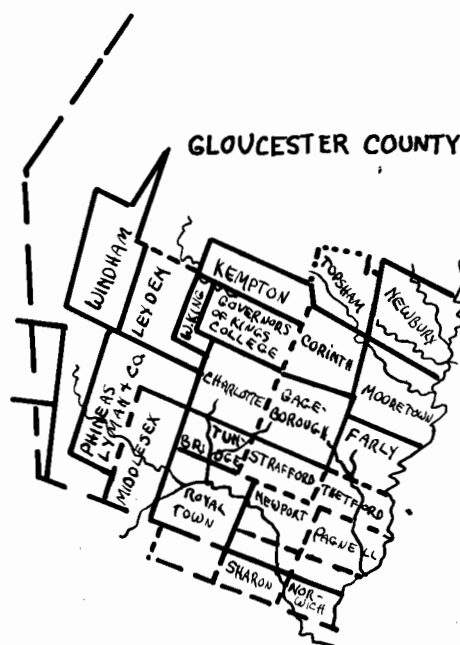 GLOUCESTER COUNTY
WINDHAM
LEYDEN
W. KING
KEMPTON
TOPSHAM
NEWBURY
GOVERNORS
OF KINGS
COLLEGE
CORINTH
MOORETOWN
PHINEAS
LYMAN & CO.
MIDDLESEX
CHARLOTTE
GAGE-
BOROUGH
FARLY
TUN-
BRIDGE
STRAFFORD
THETFORD
ROYAL
TOWN
NEWPORT
PAGNELL
SHARON
NOR-
WICH